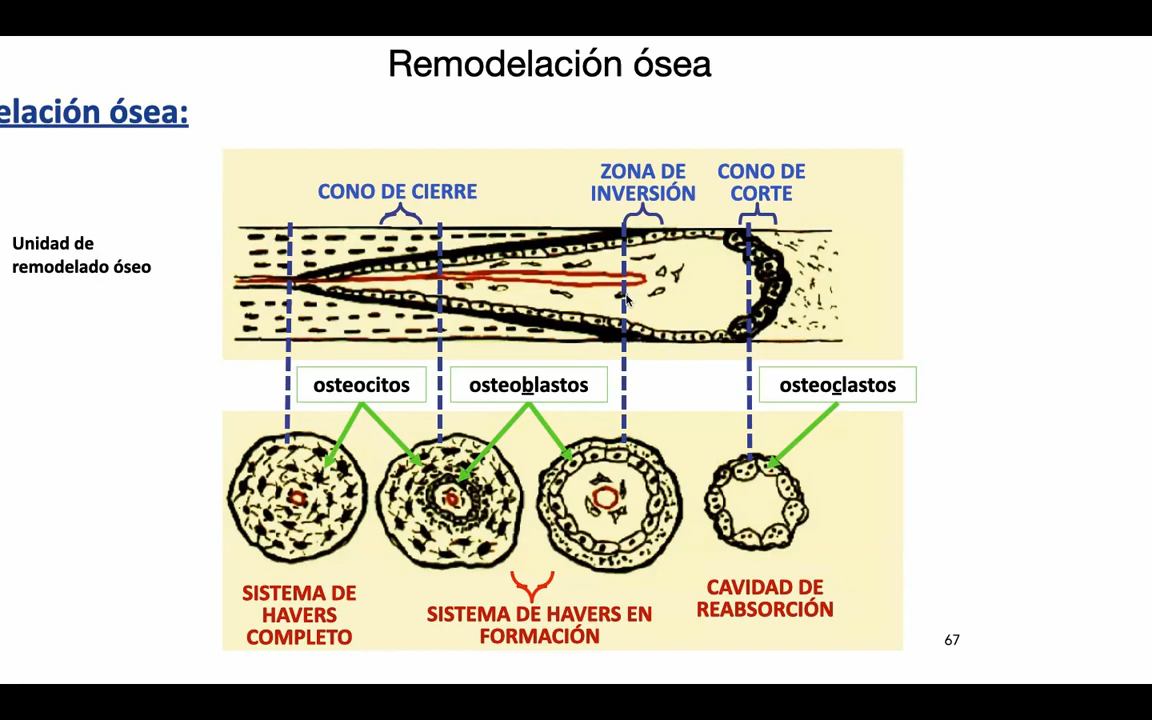 Remodelación ósea
elación ósea:
CONO DE CIERRE
ZONA DE
INVERSIÓN
CONO DE
CORTE
Unidad de
remodelado óseo
osteocitos
osteoblastos
osteoclastos
SISTEMA DE
HAVERS
COMPLETO
SISTEMA DE HAVERS EN
FORMACIÓN
CAVIDAD DE
REABSORCIÓN
67